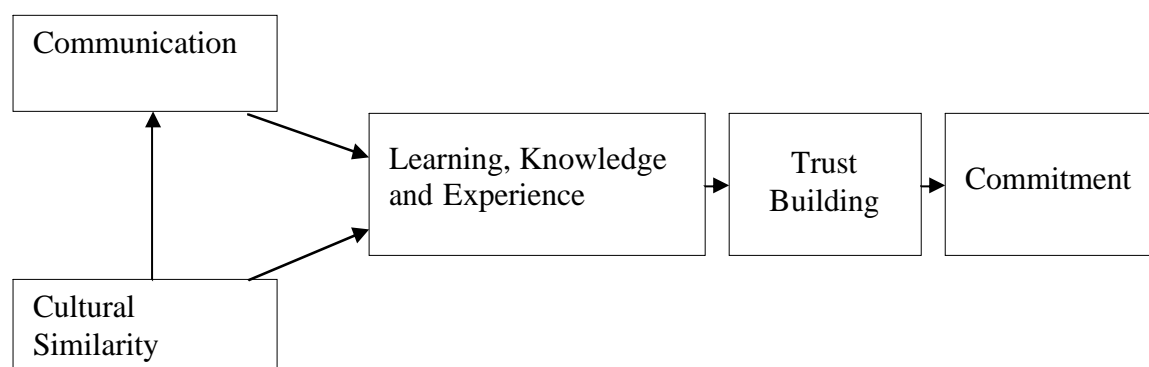 Communication
Learning, Knowledge
and Experience
Trust
Building
Commitment
Cultural
Similarity